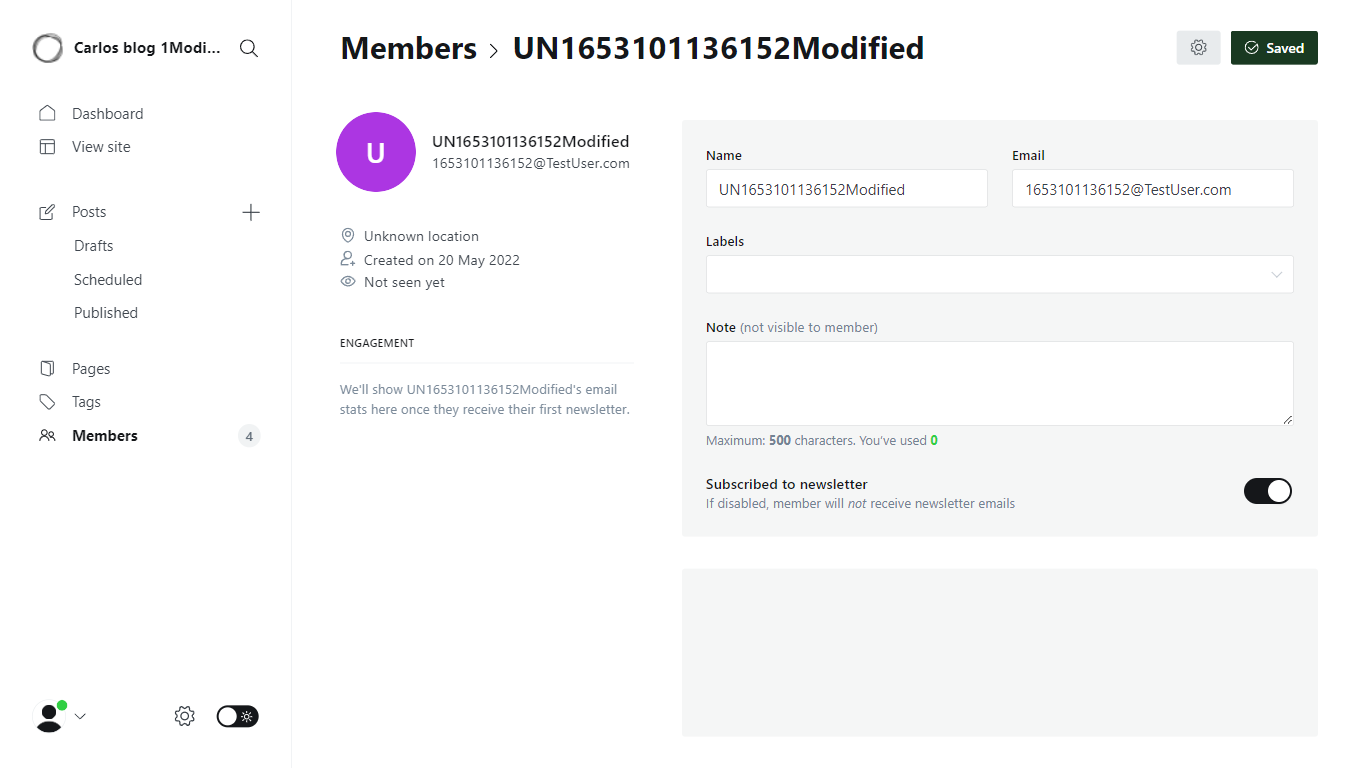 Carlos blog 1Modi...
Dashboard
View site
Posts
Drafts
Scheduled
Published
Pages
Tags
Members
4
Members > UN1653101136152Modified
Saved
U
UN1653101136152Modified
1653101136152@TestUser.com
Unknown location
Created on 20 May 2022
Not seen yet
ENGAGEMENT
We'll show UN1653101136152Modified's email
stats here once they receive their first newsletter.
Name
UN1653101136152Modified
Email
1653101136152@TestUser.com
Labels
Note (not visible to member)
Maximum: 500 characters. You've used 0
Subscribed to newsletter
If disabled, member will not receive newsletter emails